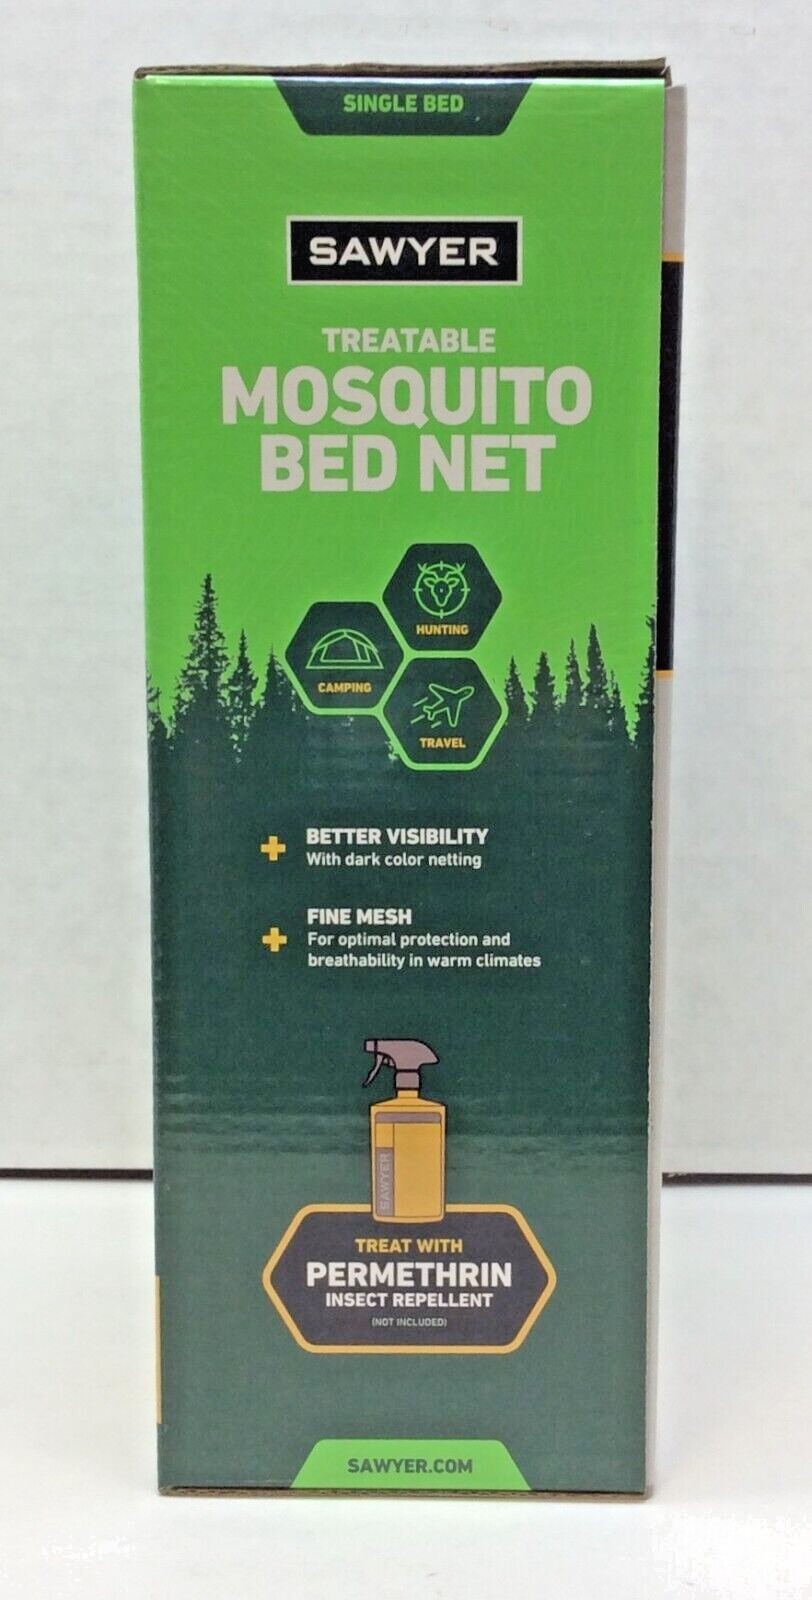 SINGLE BED
SAWYER
TREATABLE
MOSQUITO
BED NET
HUNTING
CAMPING
TRAVEL
BETTER VISIBILITY
With dark color netting
FINE MESH
For optimal protection and
breathability in warm climates
SAWYER
TREAT WITH
PERMETHRIN
INSECT REPELLENT
(NOT INCLUDED)
SAWYER.COM